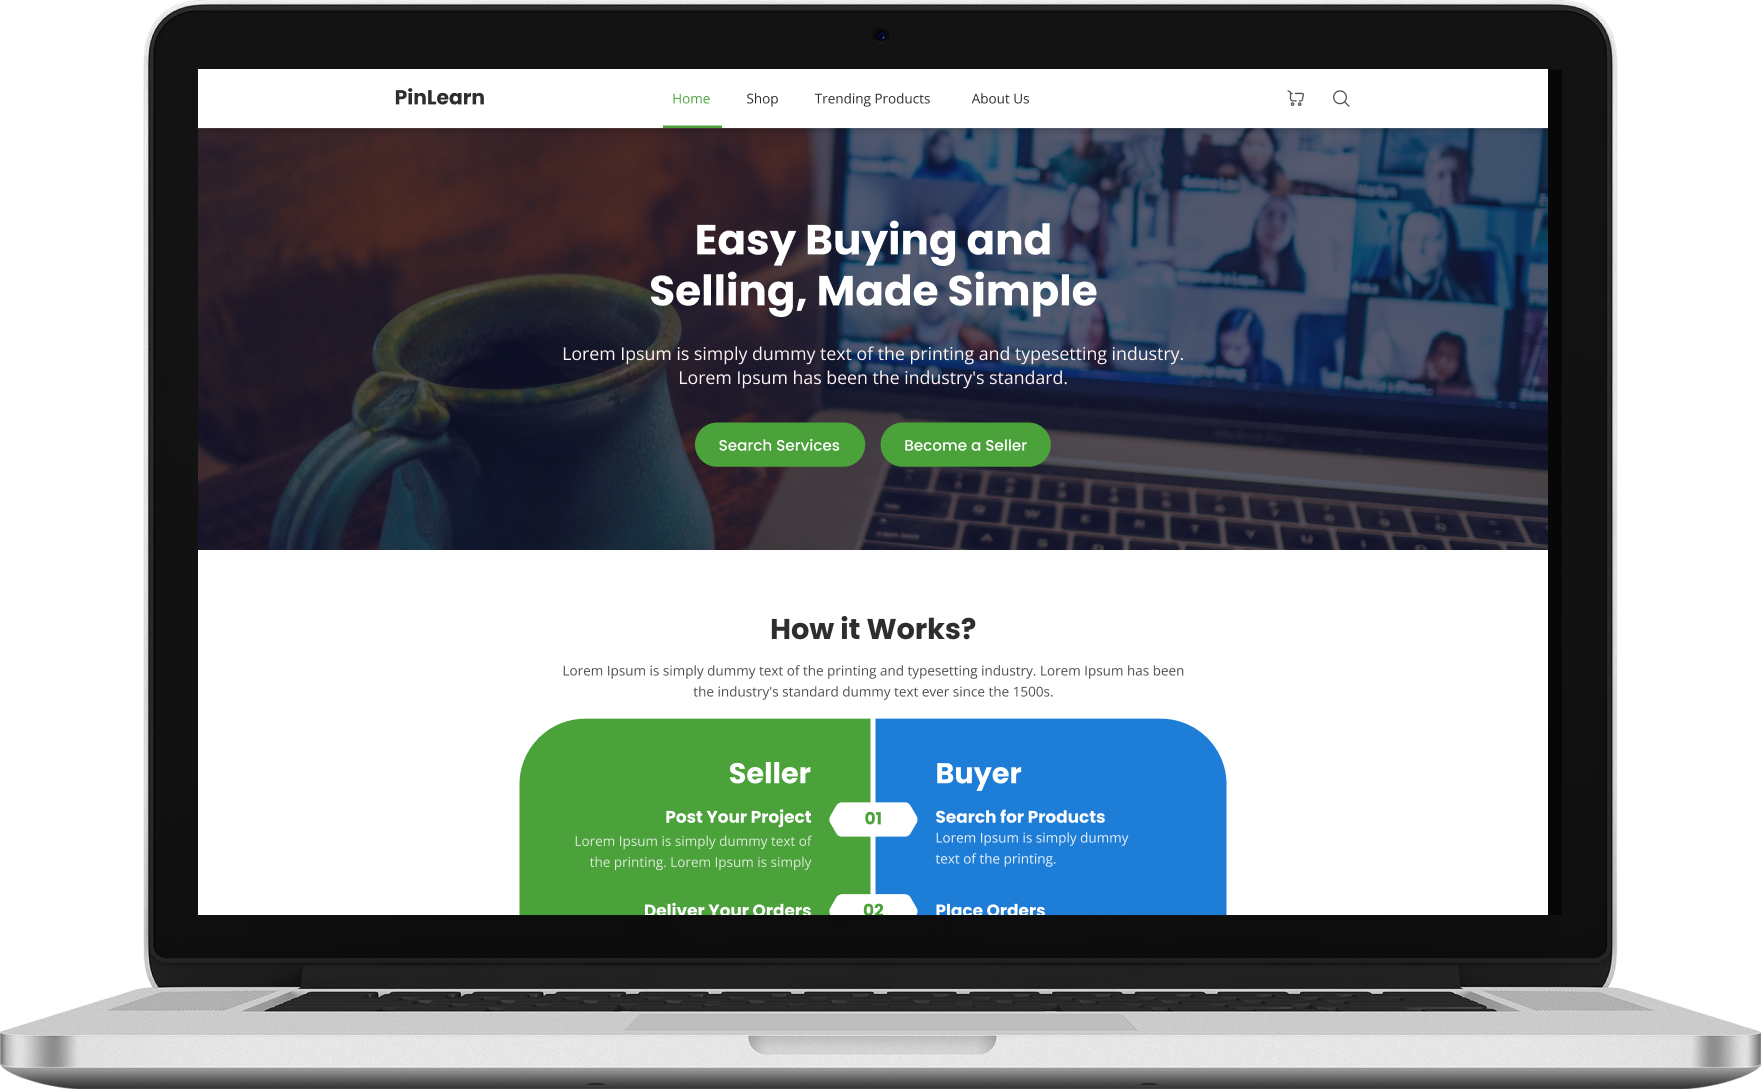 PinLearn
Home
Shop
Trending Products
About Us
Easy Buying and
Selling, Made Simple
Lorem Ipsum is simply dummy text of the printing and typesetting industry.
Lorem Ipsum has been the industry's standard.
Search Services
Become a Seller
How it Works?
Lorem Ipsum is simply dummy text of the printing and typesetting industry. Lorem Ipsum has been
the industry's standard dummy text ever since the 1500s.
Seller
Post Your Project
Lorem Ipsum is simply dummy text of
the printing. Lorem Ipsum is simply
01
Buyer
Search for Products
Lorem Ipsum is simply dummy
text of the printing.
Deliver Your Orders
02
Place Orders